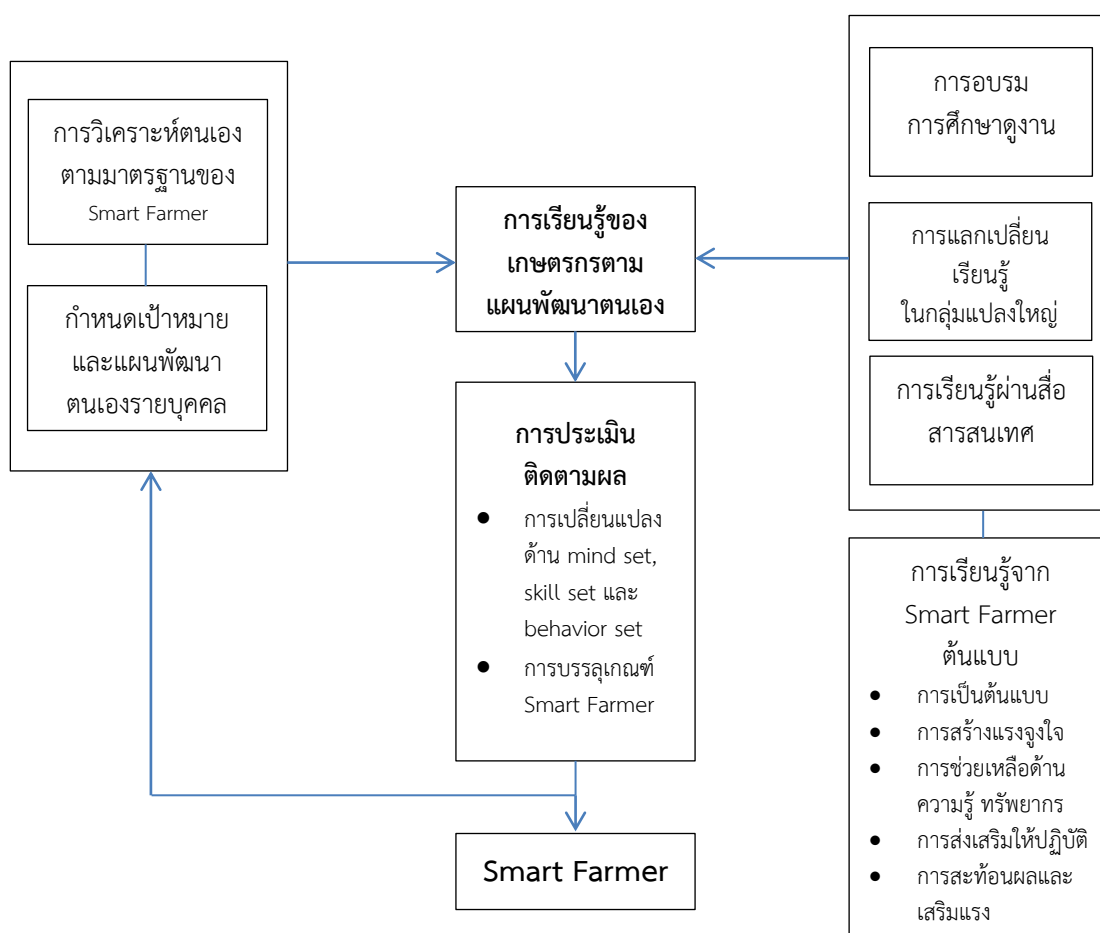 การวิเคราะห์ตนเอง
ตามมาตรฐานของ
Smart Farmer
กำหนดเป้าหมาย
และแผนพัฒนา
ตนเองรายบุคคล
การเรียนรู้ของ
เกษตรกรตาม
แผนพัฒนาตนเอง
การประเมิน
ติดตามผล
● การเปลี่ยนแปลง
ด้าน mind set,
skill set และ
behavior set
● การบรรลุเกณฑ์
Smart Farmer
Smart Farmer
การอบรม
การศึกษาดูงาน
การแลกเปลี่ยน
เรียนรู้
ในกลุ่มแปลงใหญ่
การเรียนรู้ผ่านสื่อ
สารสนเทศ
การเรียนรู้จาก
Smart Farmer
ต้นแบบ
● การเป็นต้นแบบ
● การสร้างแรงจูงใจ
● การช่วยเหลือด้าน
ความรู้ ทรัพยากร
● การส่งเสริมให้ปฏิบัติ
● การสะท้อนผลและ
เสริมแรง